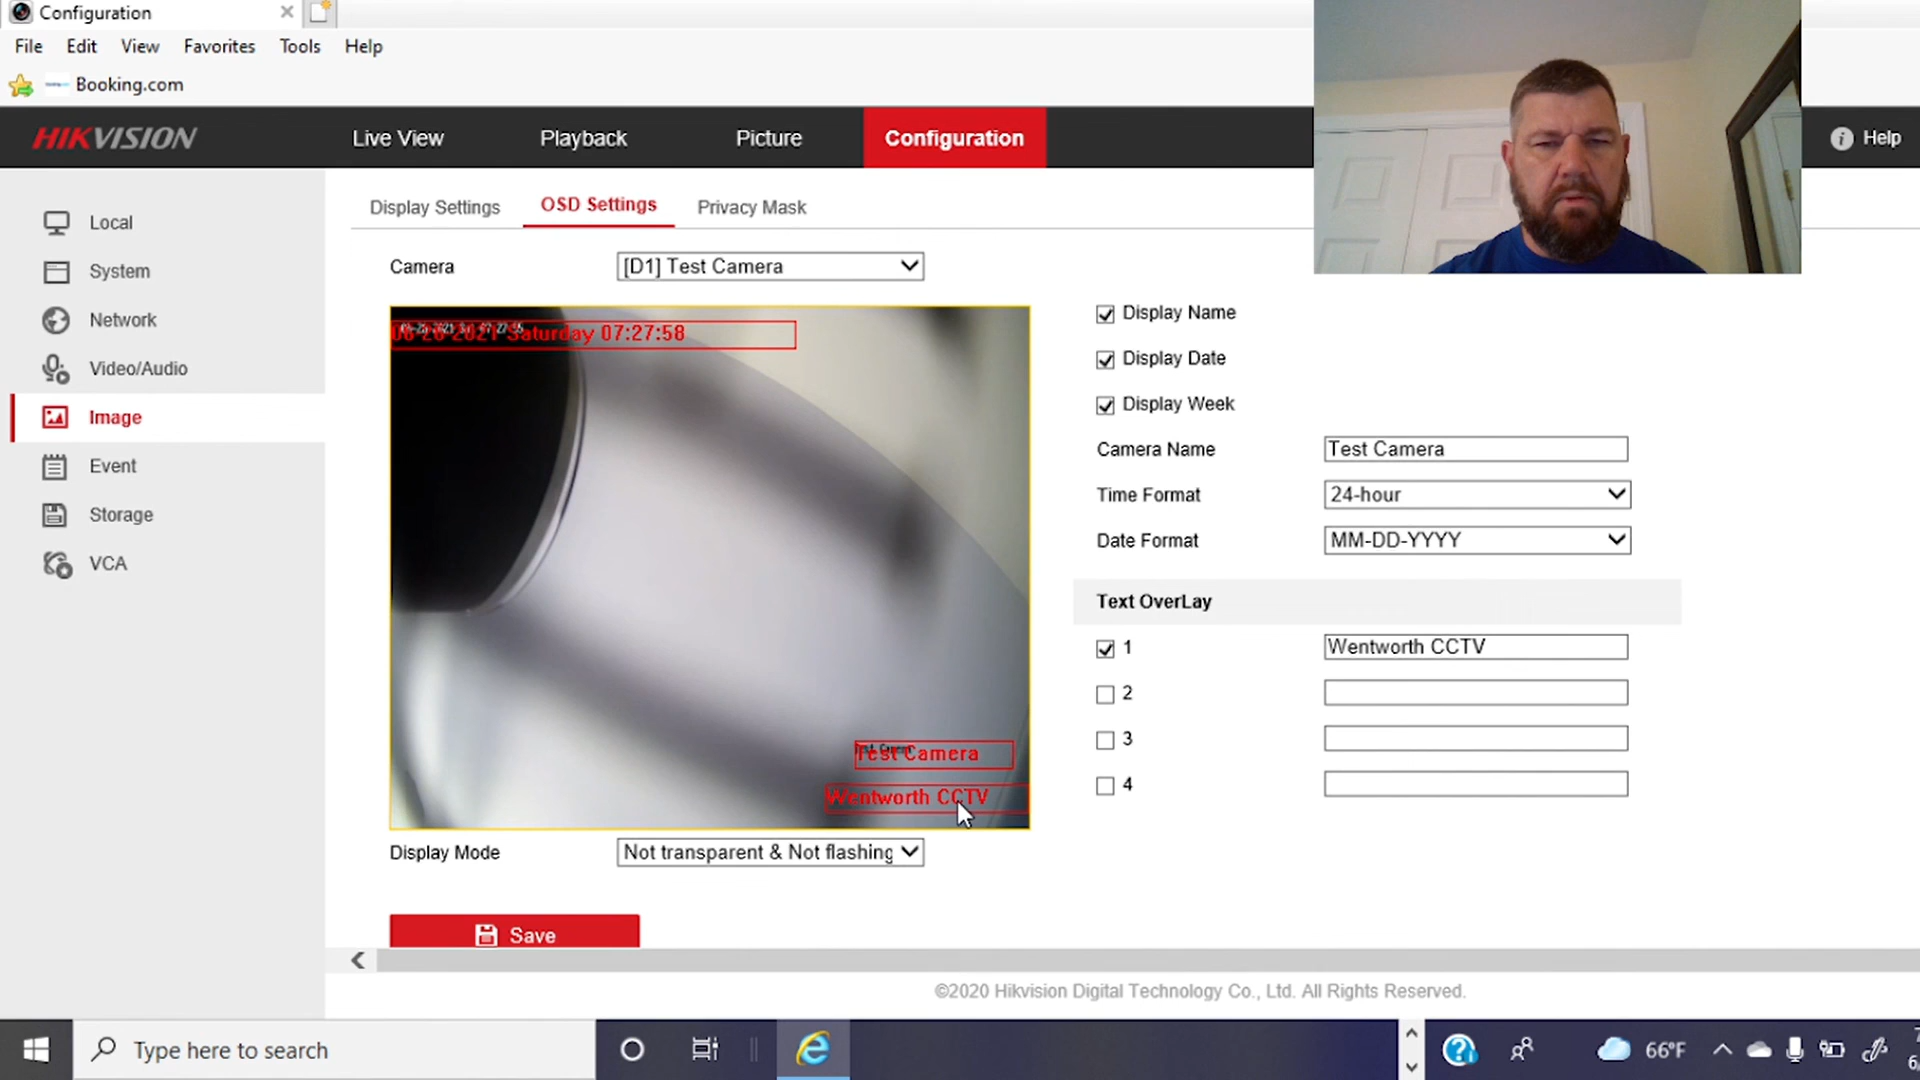 Configuration
File Edit View Favorites Tools Help
Booking.com
HIKVISION Live View Playback Picture Configuration Help
Local
System
Network
Video/Audio
Image
Event
Storage
VCA
Display Settings OSD Settings Privacy Mask
Camera [D1] Test Camera
Saturday 07:27:58
Test Camera
Wentworth CCTV
Display Mode Not transparent & Not flashing
Save
Display Name
Display Date
Display Week
Camera Name Test Camera
Time Format 24-hour
Date Format MM-DD-YYYY
Text OverLay
1 Wentworth CCTV
2
3
4
©2020 Hikvision Digital Technology Co., Ltd. All Rights Reserved.
Type here to search
66°F